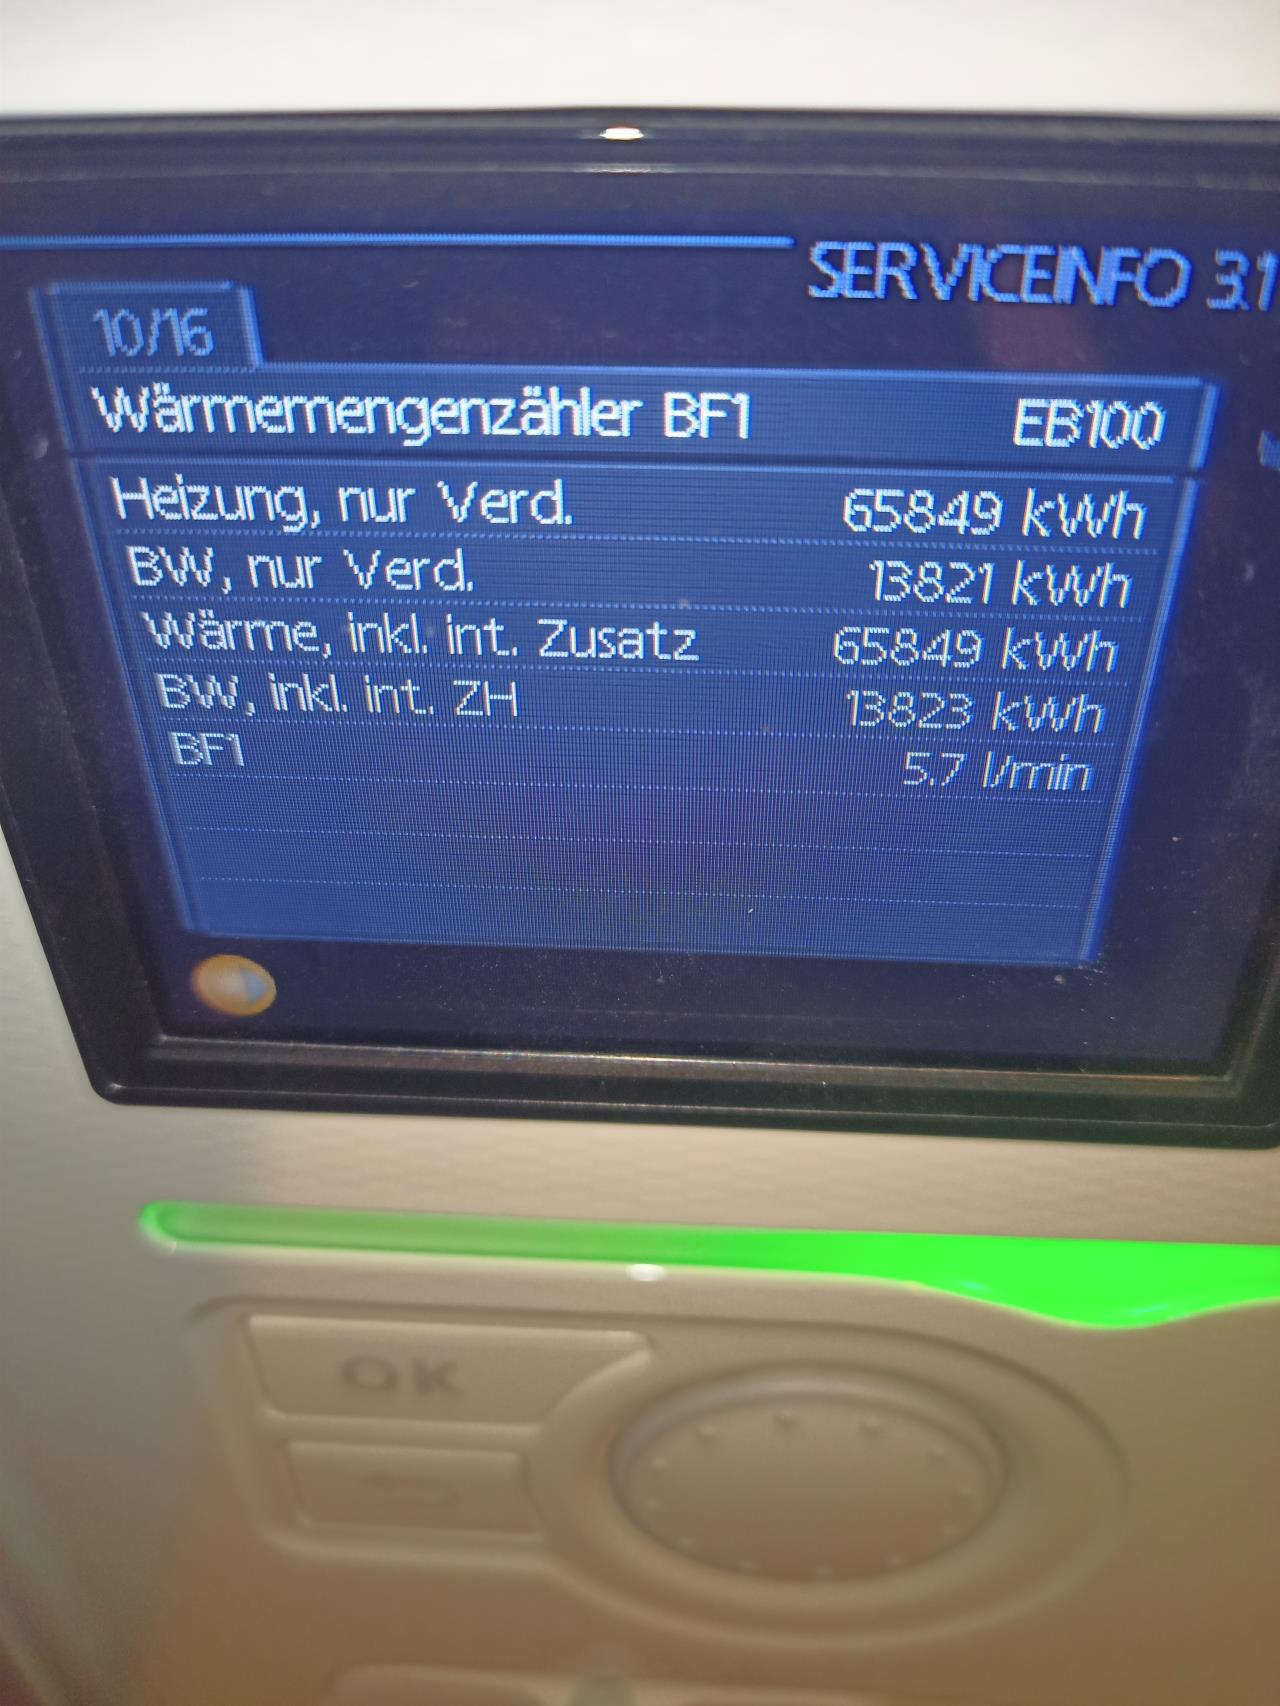 SERVICEINFO 3.1
10/16
Wärmemengenzähler BF1 EB100
Heizung, nur Verd. 65849 kWh
BW, nur Verd. 13821 kWh
Wärme, inkl. int. Zusatz 65849 kWh
BW, inkl. int. ZH 13823 kWh
BF1 5.7 l/min
OK